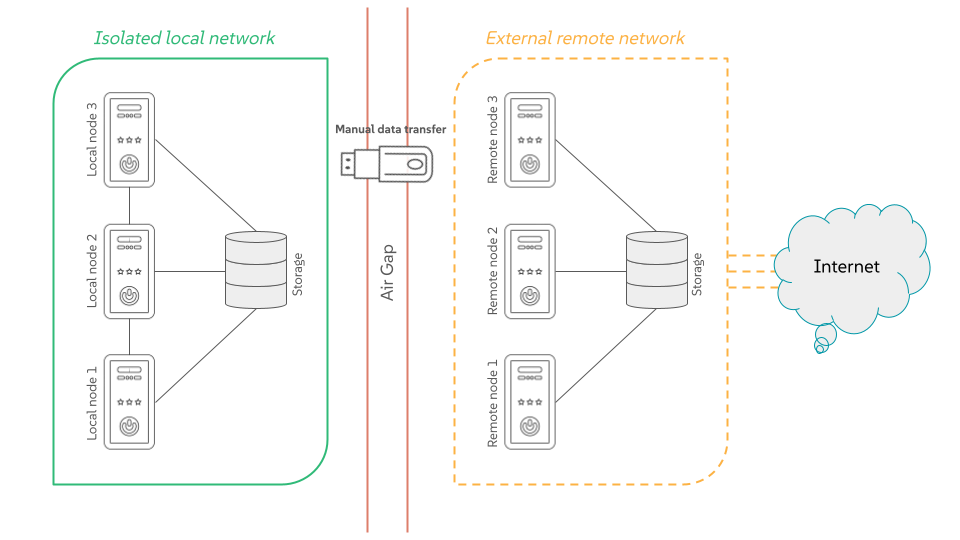 Isolated local network
External remote network
Local node 3
Local node 2
Local node 1
Storage
Manual data transfer
Air Gap
Remote node 3
Remote node 2
Remote node 1
Storage
Internet